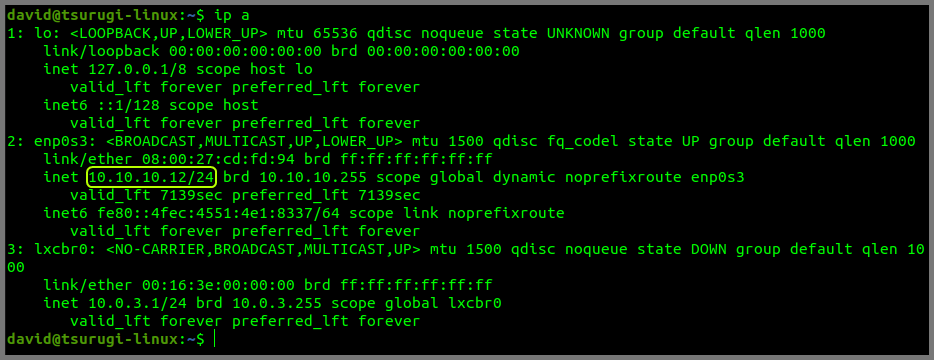 david@tsurugi-linux:~$ ip a
1: lo: <LOOPBACK,UP,LOWER_UP> mtu 65536 qdisc noqueue state UNKNOWN group default qlen 1000
    link/loopback 00:00:00:00:00:00 brd 00:00:00:00:00:00
    inet 127.0.0.1/8 scope host lo
       valid_lft forever preferred_lft forever
    inet6 ::1/128 scope host
       valid_lft forever preferred_lft forever
2: enp0s3: <BROADCAST,MULTICAST,UP,LOWER_UP> mtu 1500 qdisc fq_codel state UP group default qlen 1000
    link/ether 08:00:27:cd:fd:94 brd ff:ff:ff:ff:ff:ff
    inet 10.10.10.12/24 brd 10.10.10.255 scope global dynamic noprefixroute enp0s3
       valid_lft 7139sec preferred_lft 7139sec
    inet6 fe80::4fec:4551:4e1:8337/64 scope link noprefixroute
       valid_lft forever preferred_lft forever
3: lxcbr0: <NO-CARRIER,BROADCAST,MULTICAST,UP> mtu 1500 qdisc noqueue state DOWN group default qlen 10
00
    link/ether 00:16:3e:00:00:00 brd ff:ff:ff:ff:ff:ff
    inet 10.0.3.1/24 brd 10.0.3.255 scope global lxcbr0
       valid_lft forever preferred_lft forever
david@tsurugi-linux:~$